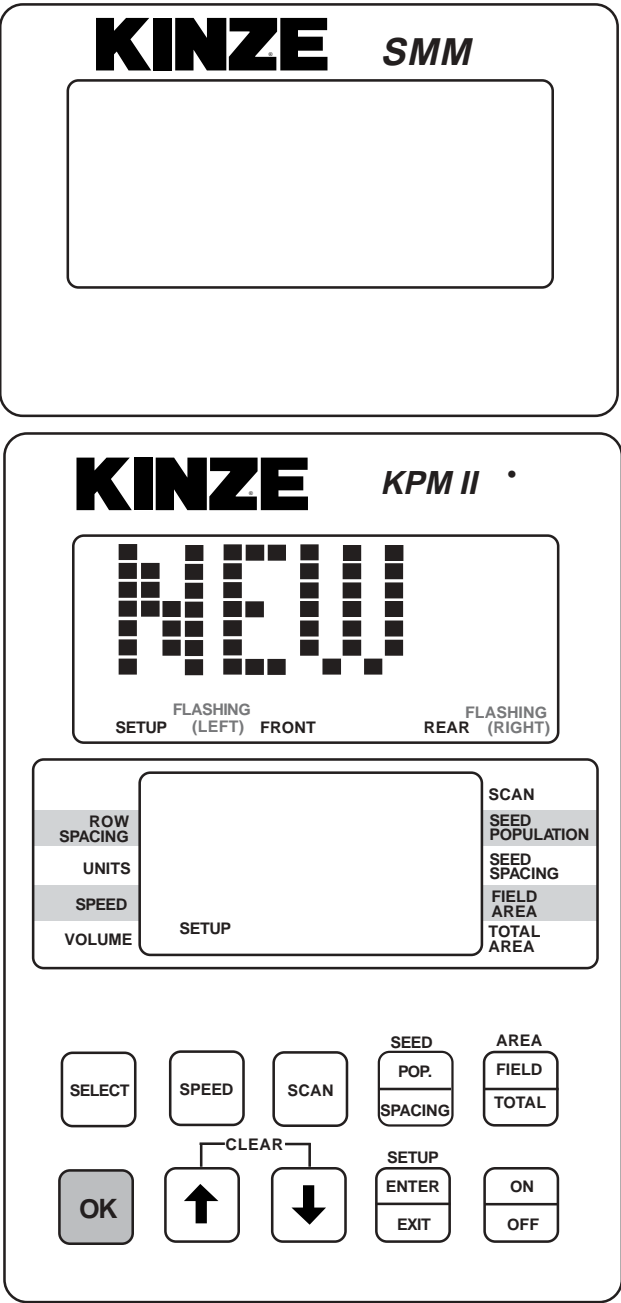 KINZE SMM
KINZE KPM II
NEW
FLASHING FLASHING
SETUP (LEFT) FRONT REAR (RIGHT)
SCAN
ROW
SPACING
SEED
POPULATION
UNITS
SEED
SPACING
SPEED
FIELD
AREA
VOLUME
SETUP
TOTAL
AREA
SEED AREA
SELECT SPEED SCAN POP. FIELD
SPACING TOTAL
CLEAR
SETUP
OK ENTER ON
EXIT OFF